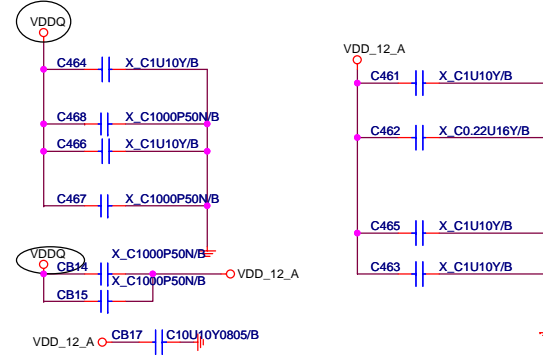 VDDQ
VDD_12_A
C464 X_C1U10Y/B
C461 X_C1U10Y/B
C468 X_C1000P50N/B
C462 X_C0.22U16Y/B
C466 X_C1U10Y/B
C467 X_C1000P50N/B
C465 X_C1U10Y/B
VDDQ
X_C1000P50N/B
CB14
C463 X_C1U10Y/B
VDD_12_A
X_C1000P50N/B
CB15
VDD_12_A CB17 C10U10Y0805/B